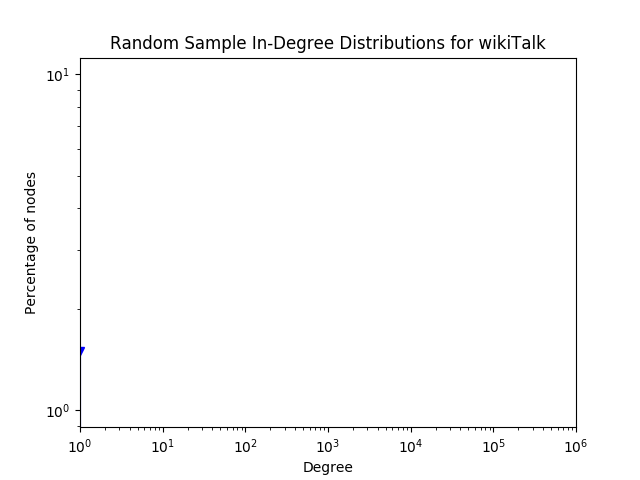 Random Sample In-Degree Distributions for wikiTalk
Percentage of nodes
10¹
10⁰
10⁰ 10¹ 10² 10³ 10⁴ 10⁵ 10⁶
Degree